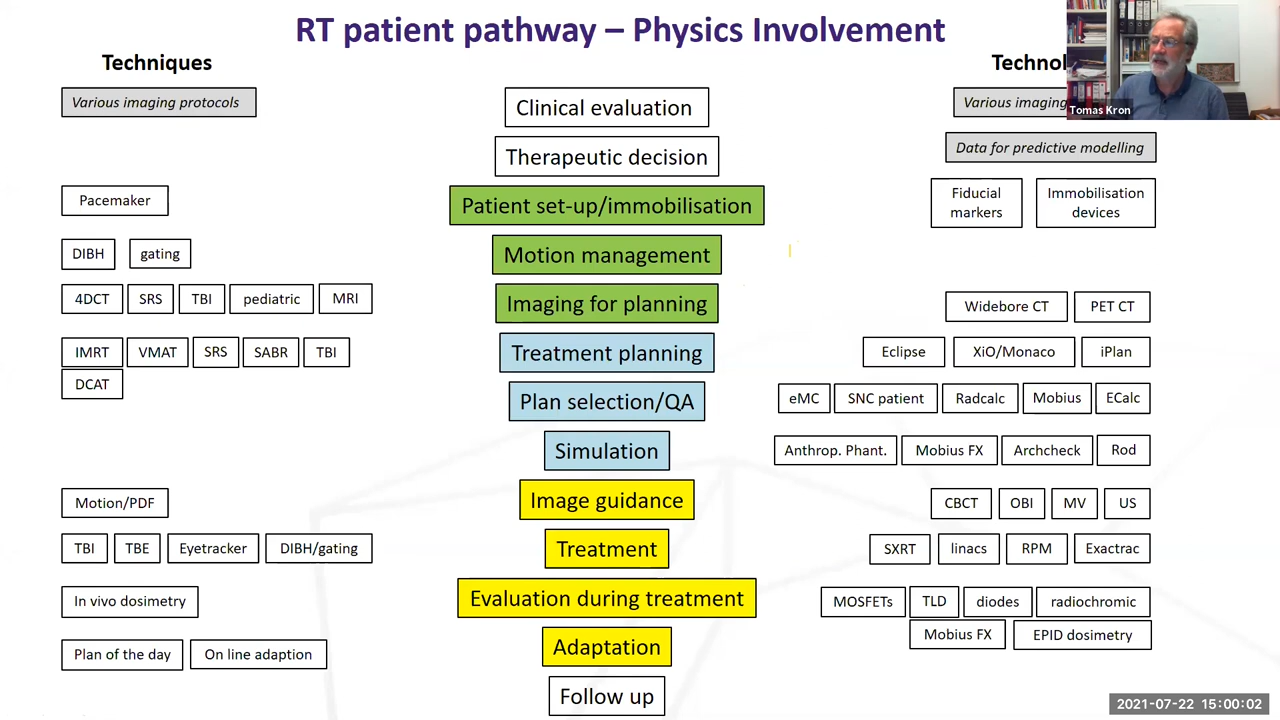 RT patient pathway – Physics Involvement
Techniques
Technol
Various imaging protocols
Clinical evaluation
Various imaging
Tomas Kron
Therapeutic decision
Data for predictive modelling
Pacemaker
Patient set-up/immobilisation
Fiducial
markers
Immobilisation
devices
DIBH
gating
Motion management
4DCT
SRS
TBI
pediatric
MRI
Imaging for planning
Widebore CT
PET CT
IMRT
VMAT
SRS
SABR
TBI
DCAT
Treatment planning
Eclipse
XiO/Monaco
iPlan
Plan selection/QA
eMC
SNC patient
Radcalc
Mobius
ECalc
Simulation
Anthrop. Phant.
Mobius FX
Archcheck
Rod
Motion/PDF
Image guidance
CBCT
OBI
MV
US
TBI
TBE
Eyetracker
DIBH/gating
Treatment
SXRT
linacs
RPM
Exactrac
In vivo dosimetry
Evaluation during treatment
MOSFETs
TLD
diodes
radiochromic
Mobius FX
EPID dosimetry
Plan of the day
On line adaption
Adaptation
Follow up
2021-07-22 15:00:02